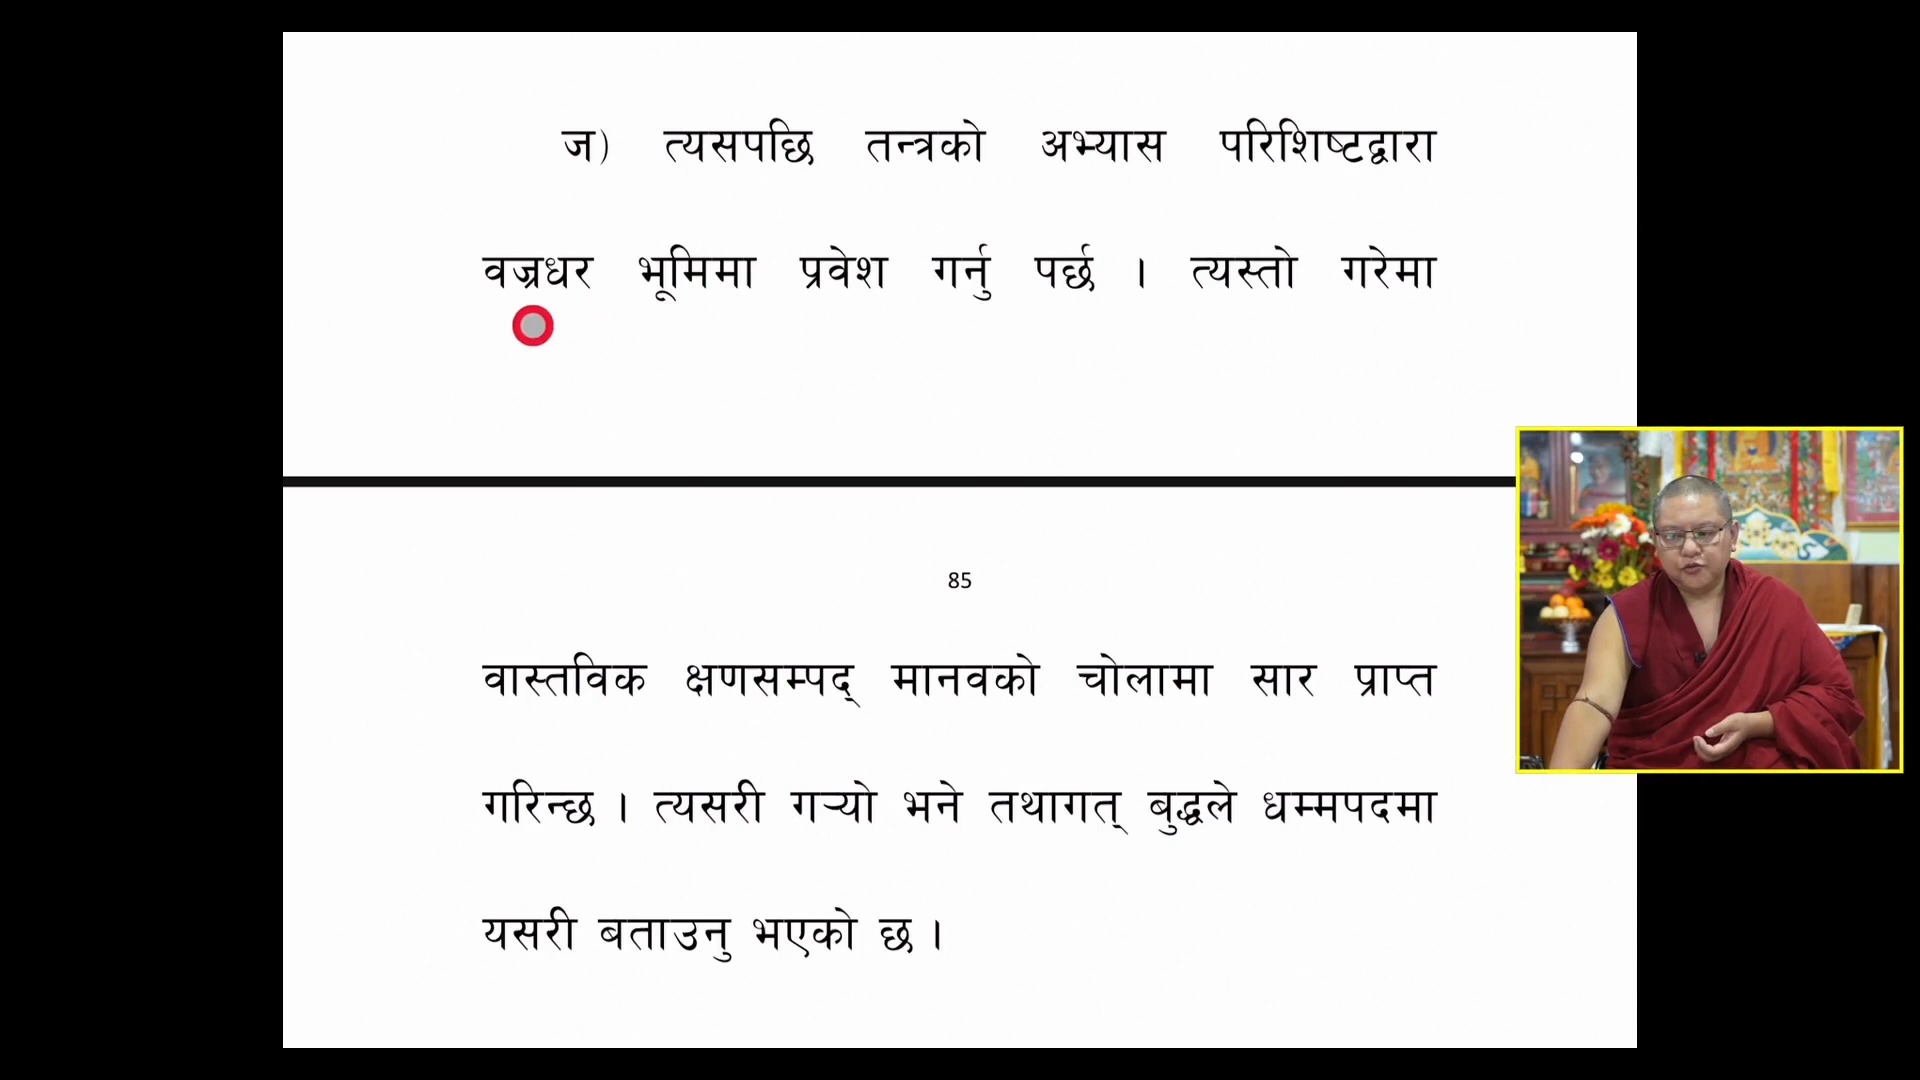 ज) त्यसपछि तन्त्रको अभ्यास परिशिष्टद्वारा
वज्रधर भूमिमा प्रवेश गर्नु पर्छ । त्यस्तो गरेमा
85
वास्तविक क्षणसम्पद् मानवको चोलामा सार प्राप्त
गरिन्छ । त्यसरी गर्‍यो भने तथागत् बुद्धले धम्मपदमा
यसरी बताउनु भएको छ ।